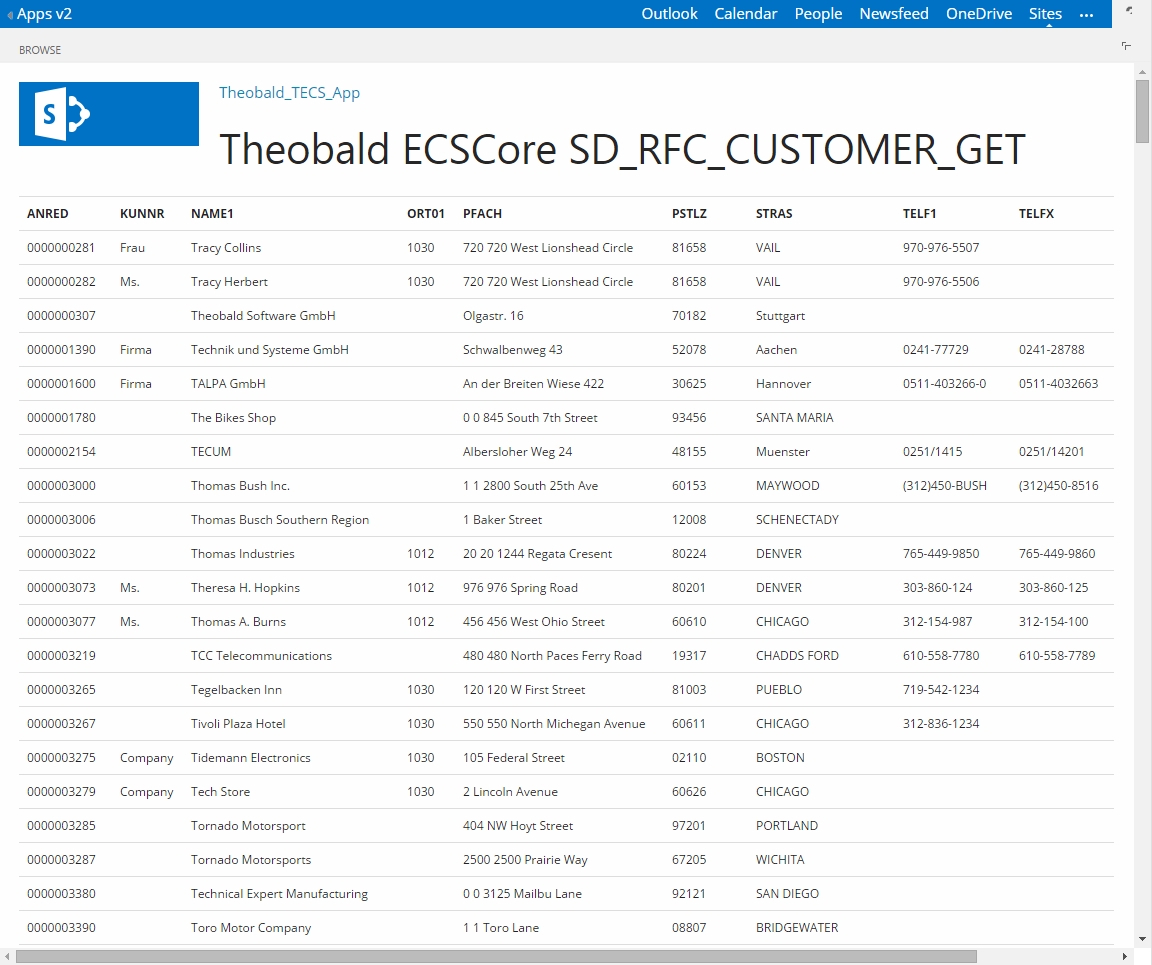 Apps v2 Outlook Calendar People Newsfeed OneDrive Sites ...
BROWSE
S
Theobald_TECS_App
Theobald ECSCore SD_RFC_CUSTOMER_GET
ANRED KUNNR NAME1 ORT01 PFACH PSTLZ STRAS TELF1 TELFX
0000000281 Frau Tracy Collins 1030 720 720 West Lionshead Circle 81658 VAIL 970-976-5507
0000000282 Ms. Tracy Herbert 1030 720 720 West Lionshead Circle 81658 VAIL 970-976-5506
0000000307 Theobald Software GmbH Olgastr. 16 70182 Stuttgart
0000001390 Firma Technik und Systeme GmbH Schwalbenweg 43 52078 Aachen 0241-77729 0241-28788
0000001600 Firma TALPA GmbH An der Breiten Wiese 422 30625 Hannover 0511-403266-0 0511-4032663
0000001780 The Bikes Shop 0 0 845 South 7th Street 93456 SANTA MARIA
0000002154 TECUM Albersloher Weg 24 48155 Muenster 0251/1415 0251/14201
0000003000 Thomas Bush Inc. 1 1 2800 South 25th Ave 60153 MAYWOOD (312)450-BUSH (312)450-8516
0000003006 Thomas Busch Southern Region 1 Baker Street 12008 SCHENECTADY
0000003022 Thomas Industries 1012 20 20 1244 Regata Cresent 80224 DENVER 765-449-9850 765-449-9860
0000003073 Ms. Theresa H. Hopkins 1012 976 976 Spring Road 80201 DENVER 303-860-124 303-860-125
0000003077 Ms. Thomas A. Burns 1012 456 456 West Ohio Street 60610 CHICAGO 312-154-987 312-154-100
0000003219 TCC Telecommunications 480 480 North Paces Ferry Road 19317 CHADDS FORD 610-558-7780 610-558-7789
0000003265 Tegelbacken Inn 1030 120 120 W First Street 81003 PUEBLO 719-542-1234
0000003267 Tivoli Plaza Hotel 1030 550 550 North Michegan Avenue 60611 CHICAGO 312-836-1234
0000003275 Company Tidemann Electronics 1030 105 Federal Street 02110 BOSTON
0000003279 Company Tech Store 1030 2 Lincoln Avenue 60626 CHICAGO
0000003285 Tornado Motorsport 404 NW Hoyt Street 97201 PORTLAND
0000003287 Tornado Motorsports 2500 2500 Prairie Way 67205 WICHITA
0000003380 Technical Expert Manufacturing 0 0 3125 Mailbu Lane 92121 SAN DIEGO
0000003390 Toro Motor Company 1 1 Toro Lane 08807 BRIDGEWATER